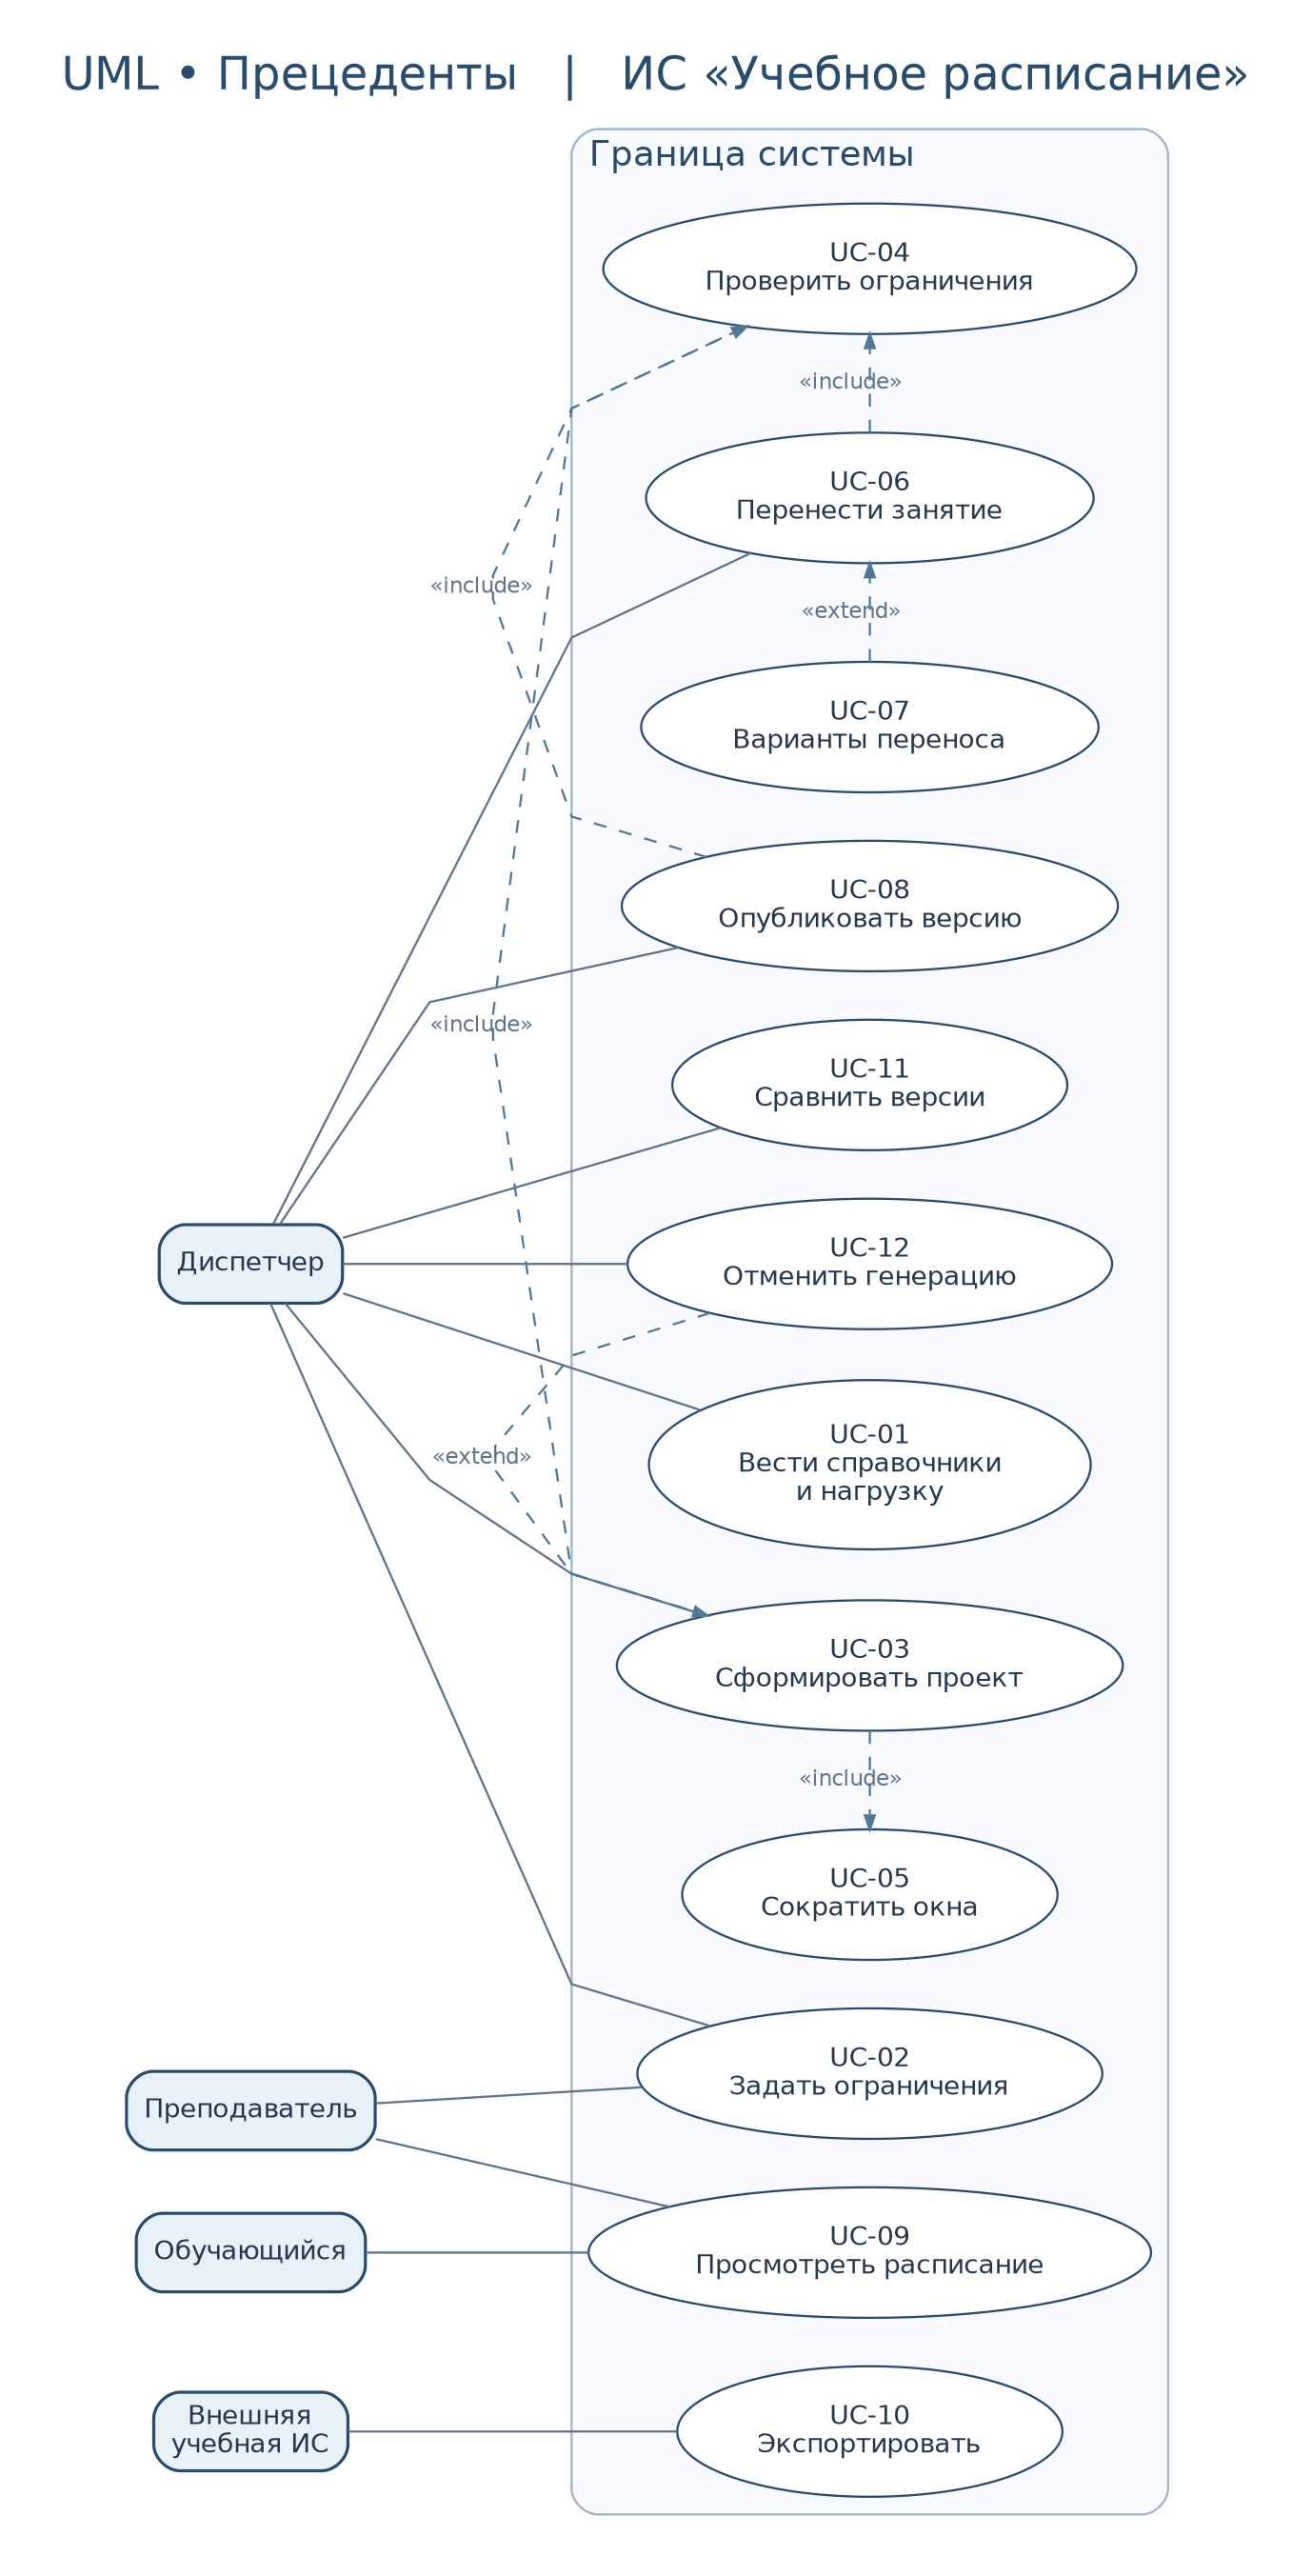 UML • Прецеденты | ИС «Учебное расписание»
Граница системы
UC-04
Проверить ограничения
«include»
UC-06
Перенести занятие
«include»
«extend»
UC-07
Варианты переноса
UC-08
Опубликовать версию
«include»
UC-11
Сравнить версии
Диспетчер
UC-12
Отменить генерацию
UC-01
Вести справочники
и нагрузку
«extend»
UC-03
Сформировать проект
«include»
UC-05
Сократить окна
UC-02
Задать ограничения
Преподаватель
UC-09
Просмотреть расписание
Обучающийся
Внешняя
учебная ИС
UC-10
Экспортировать